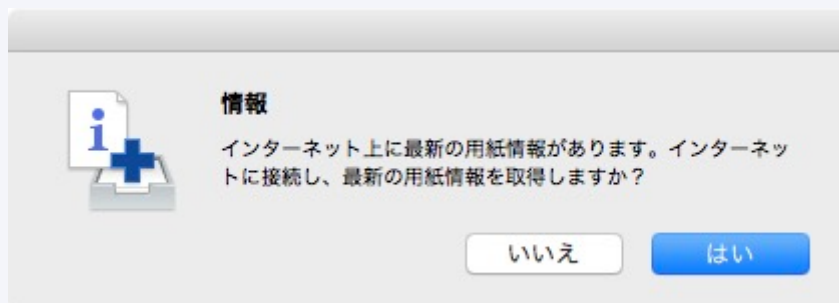 情報
インターネット上に最新の用紙情報があります。インターネッ
トに接続し、最新の用紙情報を取得しますか？
いいえ はい